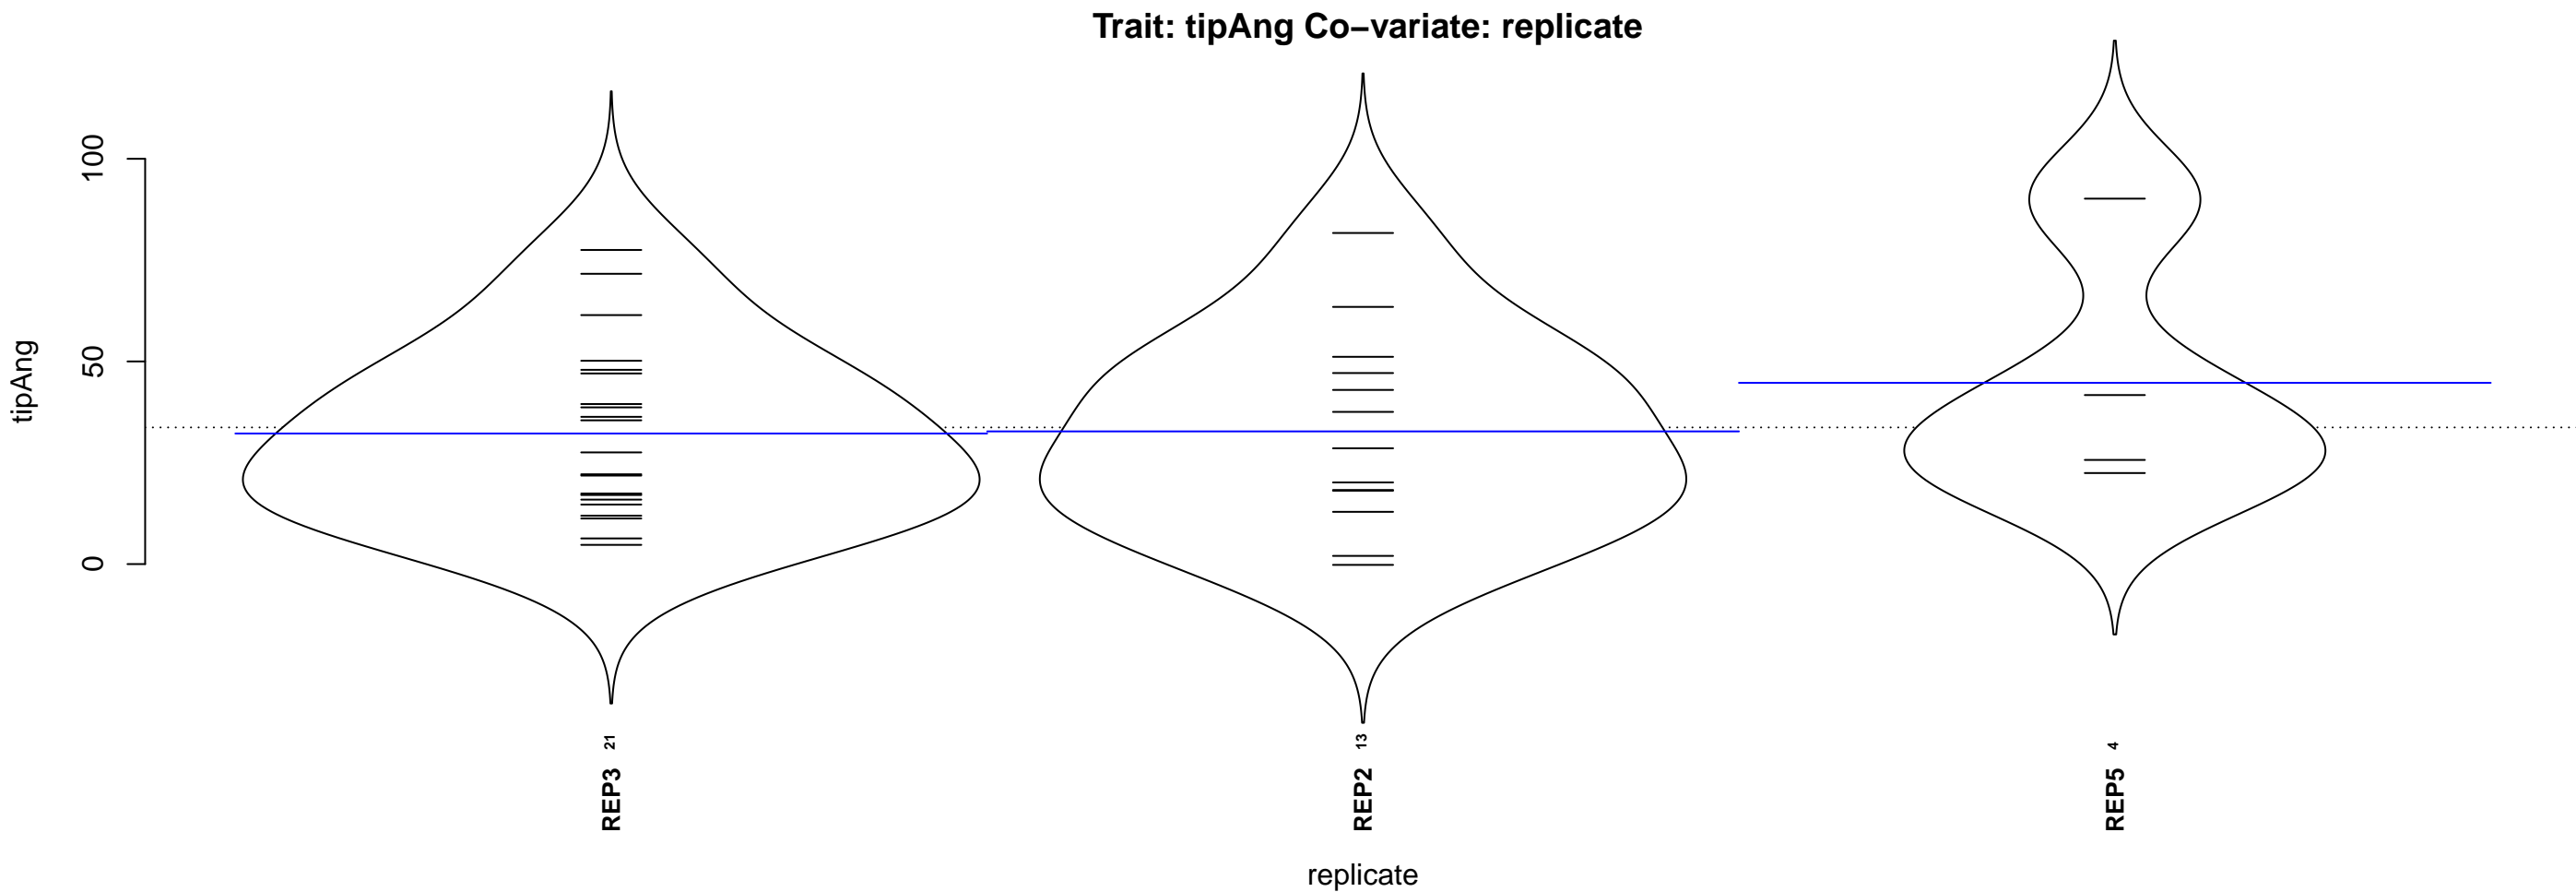 Trait: tipAng Co−variate: replicate
tipAng
100
50
0
21
13
4
REP3
REP2
REP5
replicate